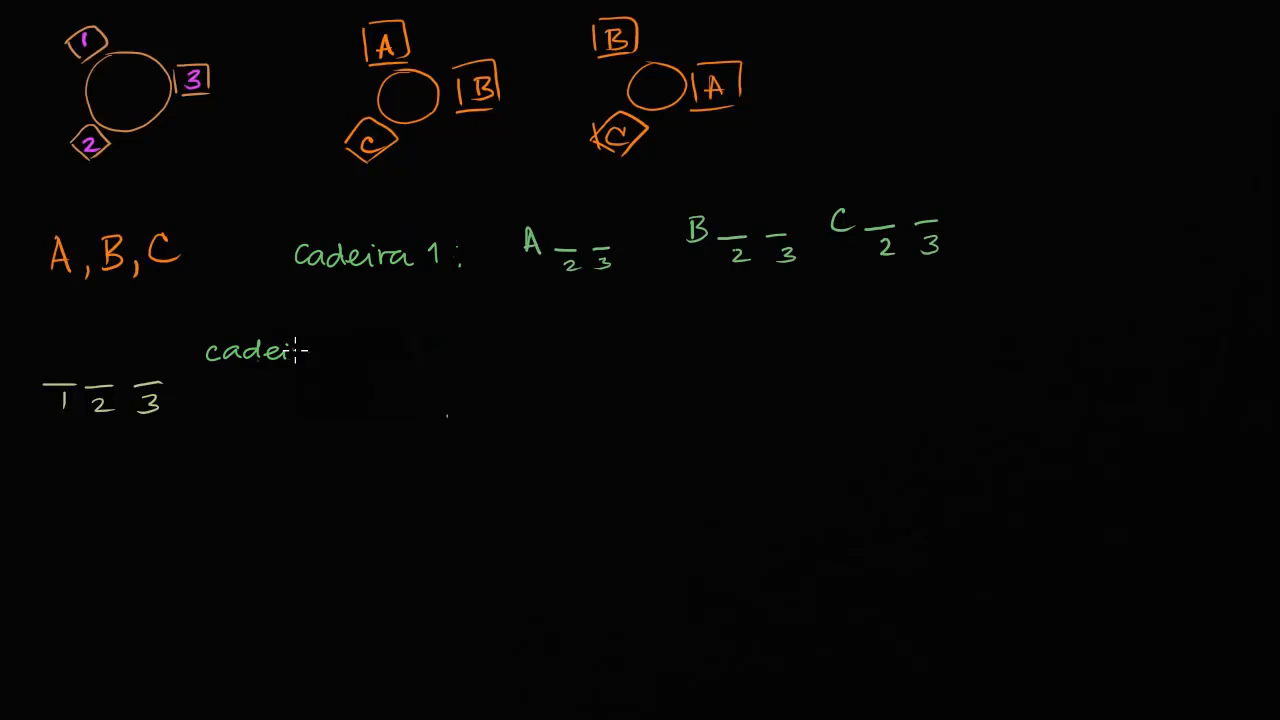 1 3 2
A B C
B A C
A, B, C
Cadeira 1: A _ _ B _ _ C _ _
2 3 2 3 2 3
cadei
_ _ _
1 2 3